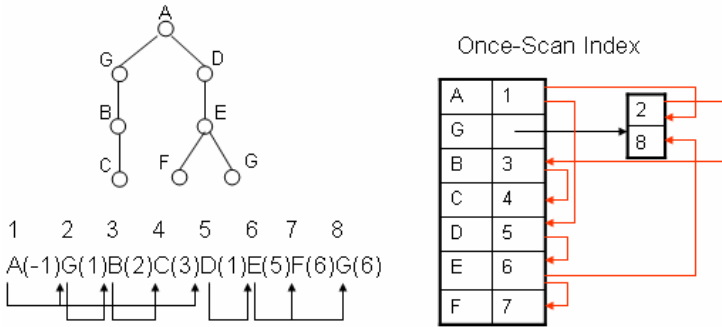 A
G
D
B
E
C
F
G
1 2 3 4 5 6 7 8
A(-1)G(1)B(2)C(3)D(1)E(5)F(6)G(6)
Once-Scan Index
A 1
G
B 3
C 4
D 5
E 6
F 7
2
8